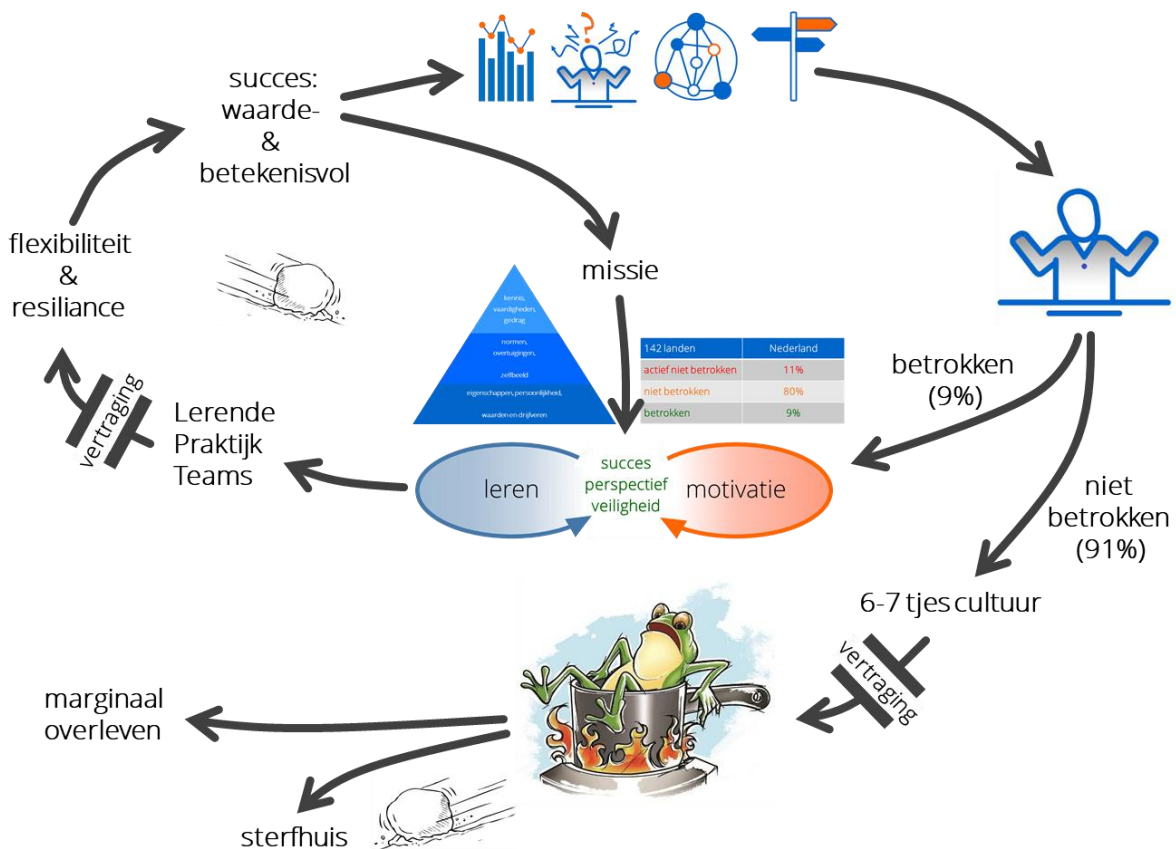 ?
succes:
waarde-
&
betekenisvol
flexibiliteit
&
resiliance
missie
kennis,
vaardigheden,
gedrag
normen,
overtuigingen,
zelfbeeld
eigenschappen, persoonlijkheid,
waarden en drijfveren
142 landen Nederland
actief niet betrokken 11%
niet betrokken 80%
betrokken 9%
betrokken
(9%)
vertraging
Lerende
Praktijk
Teams
leren
succes
perspectief
veiligheid
motivatie
niet
betrokken
(91%)
6-7 tjes cultuur
vertraging
marginaal
overleven
sterfhuis